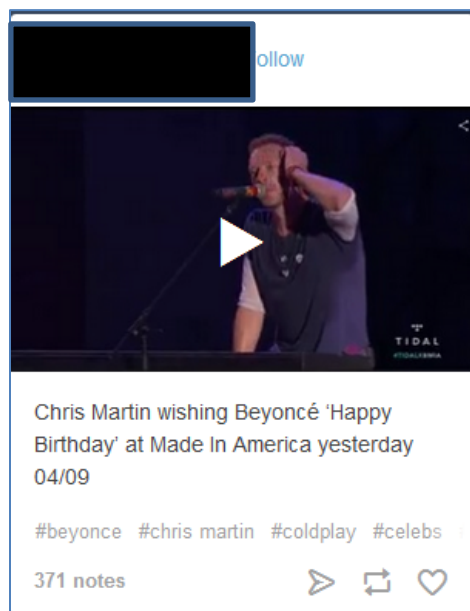 ollow
TIDAL
#TIDALXBMIA
Chris Martin wishing Beyoncé ‘Happy
Birthday’ at Made In America yesterday
04/09
#beyonce #chris martin #coldplay #celebs
371 notes